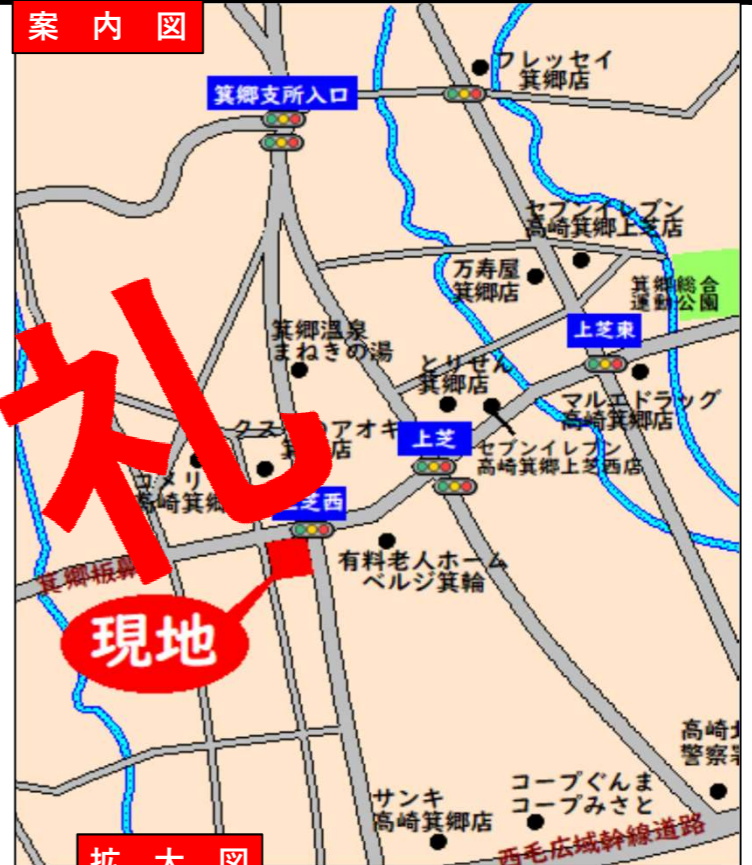 案内図
フレッセイ
箕郷店
箕郷支所入口
セブンイレブン
高崎箕郷上芝店
万寿屋
箕郷店
箕郷総合
運動公園
上芝東
箕郷温泉
まねきの湯
とりせん
箕郷店
マルエドラッグ
高崎箕郷店
礼
上芝
セブンイレブン
高崎箕郷上芝西店
コメリ
芝西
有料老人ホーム
ベルジ箕輪
箕郷板鼻
現地
サンキ
高崎箕郷店
コープぐんま
コープみさと
西毛広域幹線道路
拡大図